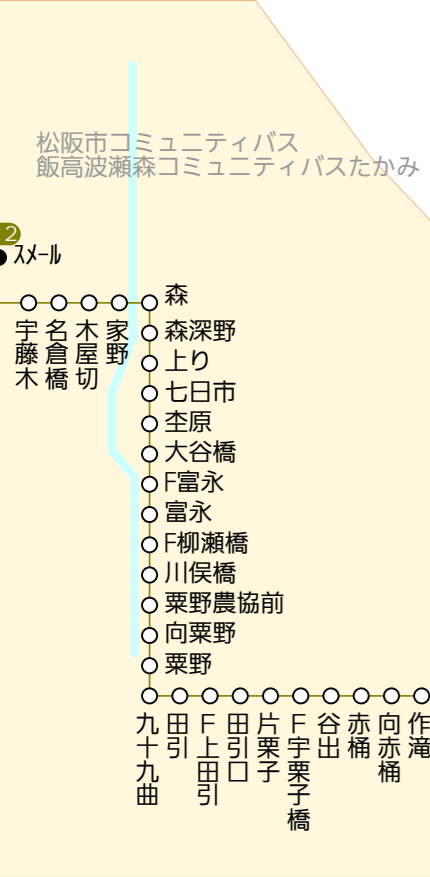 松阪市コミュニティバス
飯高波瀬森コミュニティバスたかみ
2
スメール
森
宇藤木
名倉橋
木屋切
家野
森深野
上り
七日市
杢原
大谷橋
F富永
富永
F柳瀬橋
川俣橋
粟野農協前
向粟野
粟野
九十九曲
田引
F上田引
田引口
片栗子
F宇栗子橋
谷出
赤桶
向赤桶
作滝